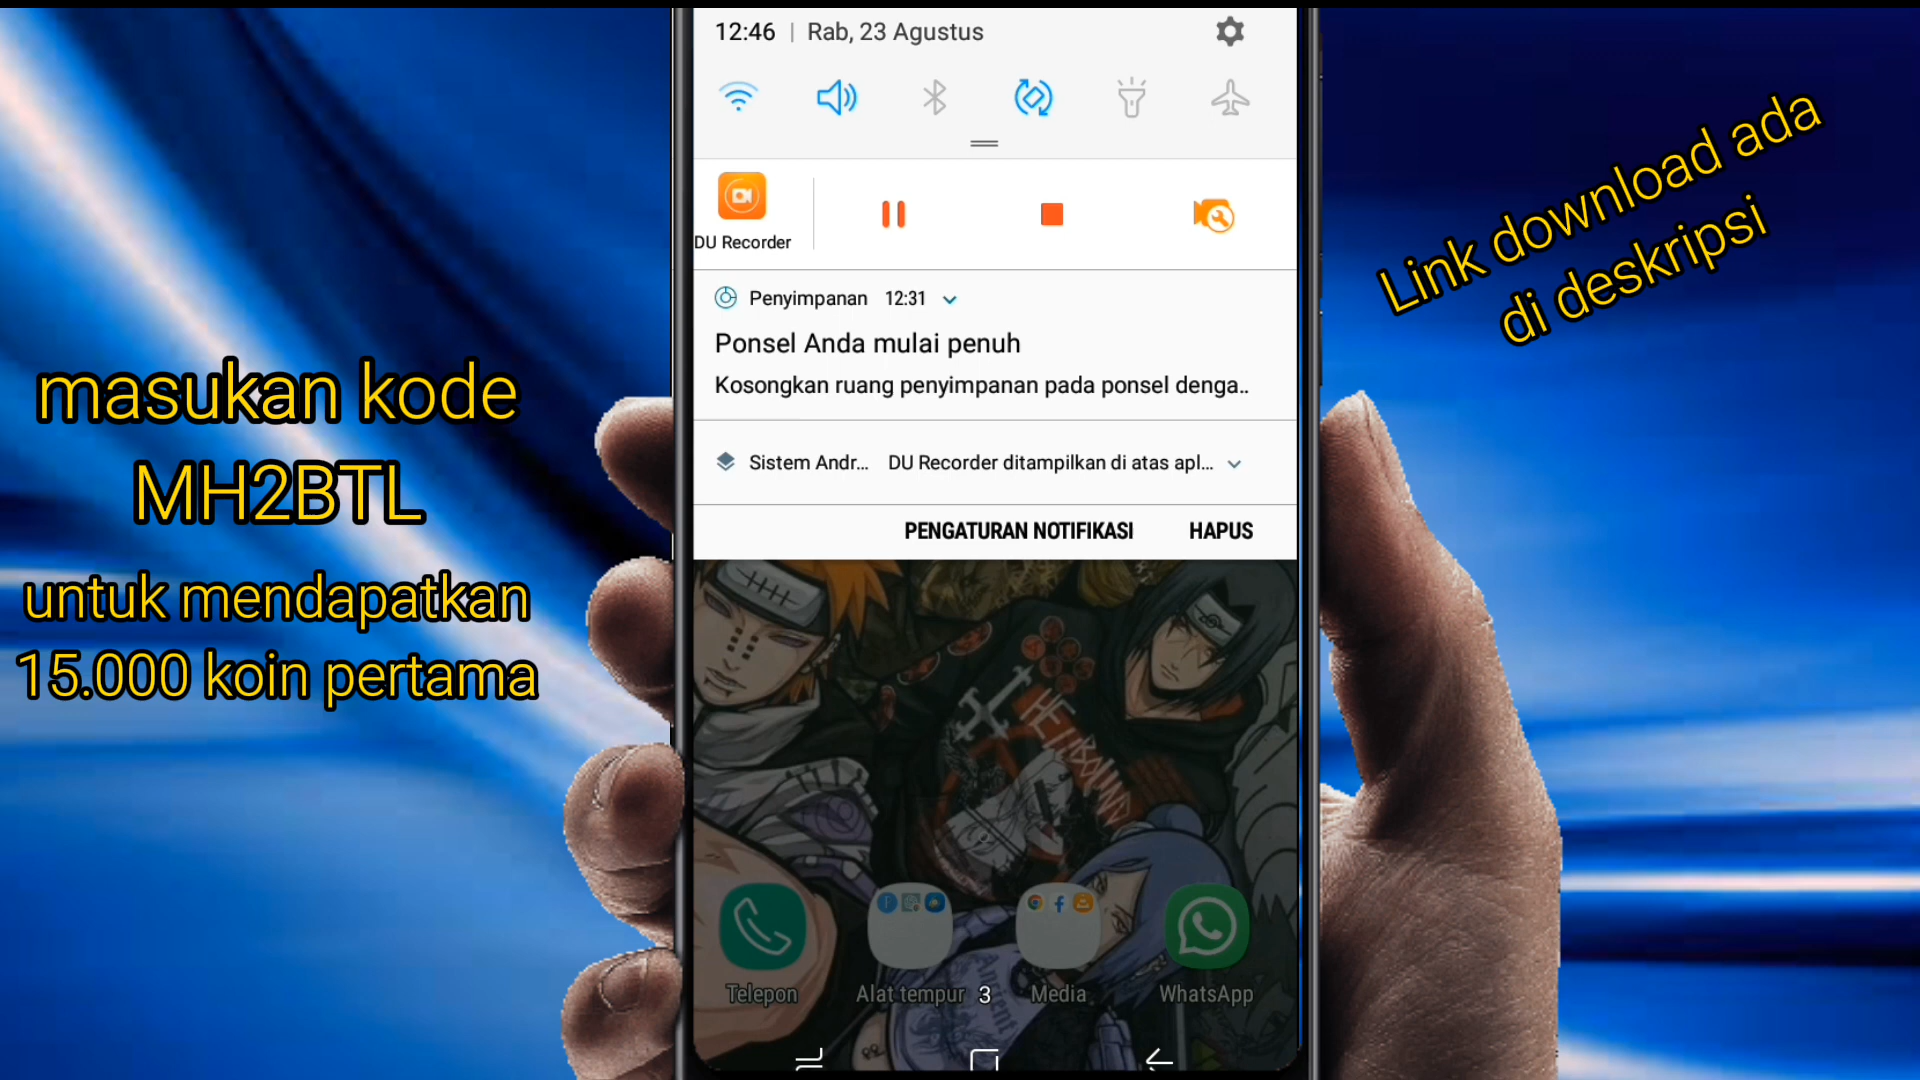 12:46 | Rab, 23 Agustus
DU Recorder
Penyimpanan 12:31
Ponsel Anda mulai penuh
Kosongkan ruang penyimpanan pada ponsel denga..
Sistem Andr... DU Recorder ditampilkan di atas apl...
PENGATURAN NOTIFIKASI HAPUS
masukan kode
MH2BTL
untuk mendapatkan
15.000 koin pertama
Link download ada
di deskripsi
HELLBOUND
Telepon Alat tempur 3 Media WhatsApp